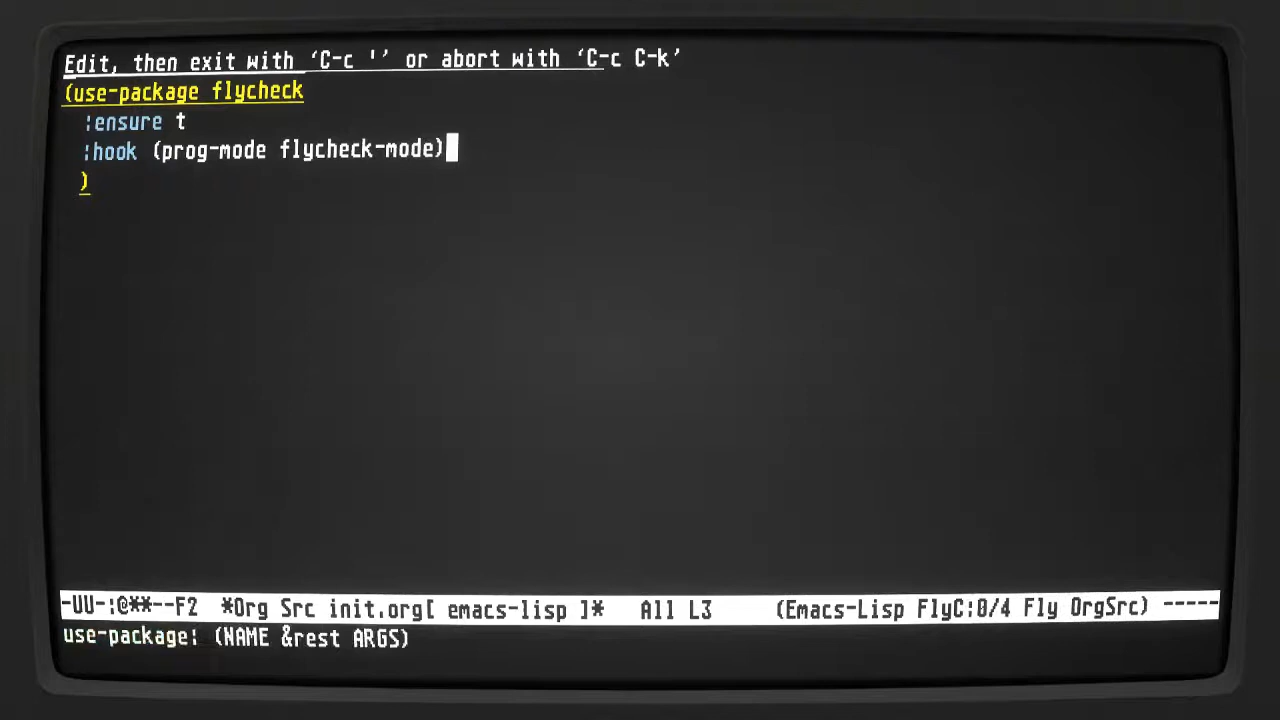 Edit, then exit with ‘C-c '’ or abort with ‘C-c C-k’
(use-package flycheck
:ensure t
:hook (prog-mode flycheck-mode)
)
-UU-:@**--F2 *Org Src init.org[ emacs-lisp ]* All L3 (Emacs-Lisp FlyC:0/4 Fly OrgSrc) -----
use-package: (NAME &rest ARGS)